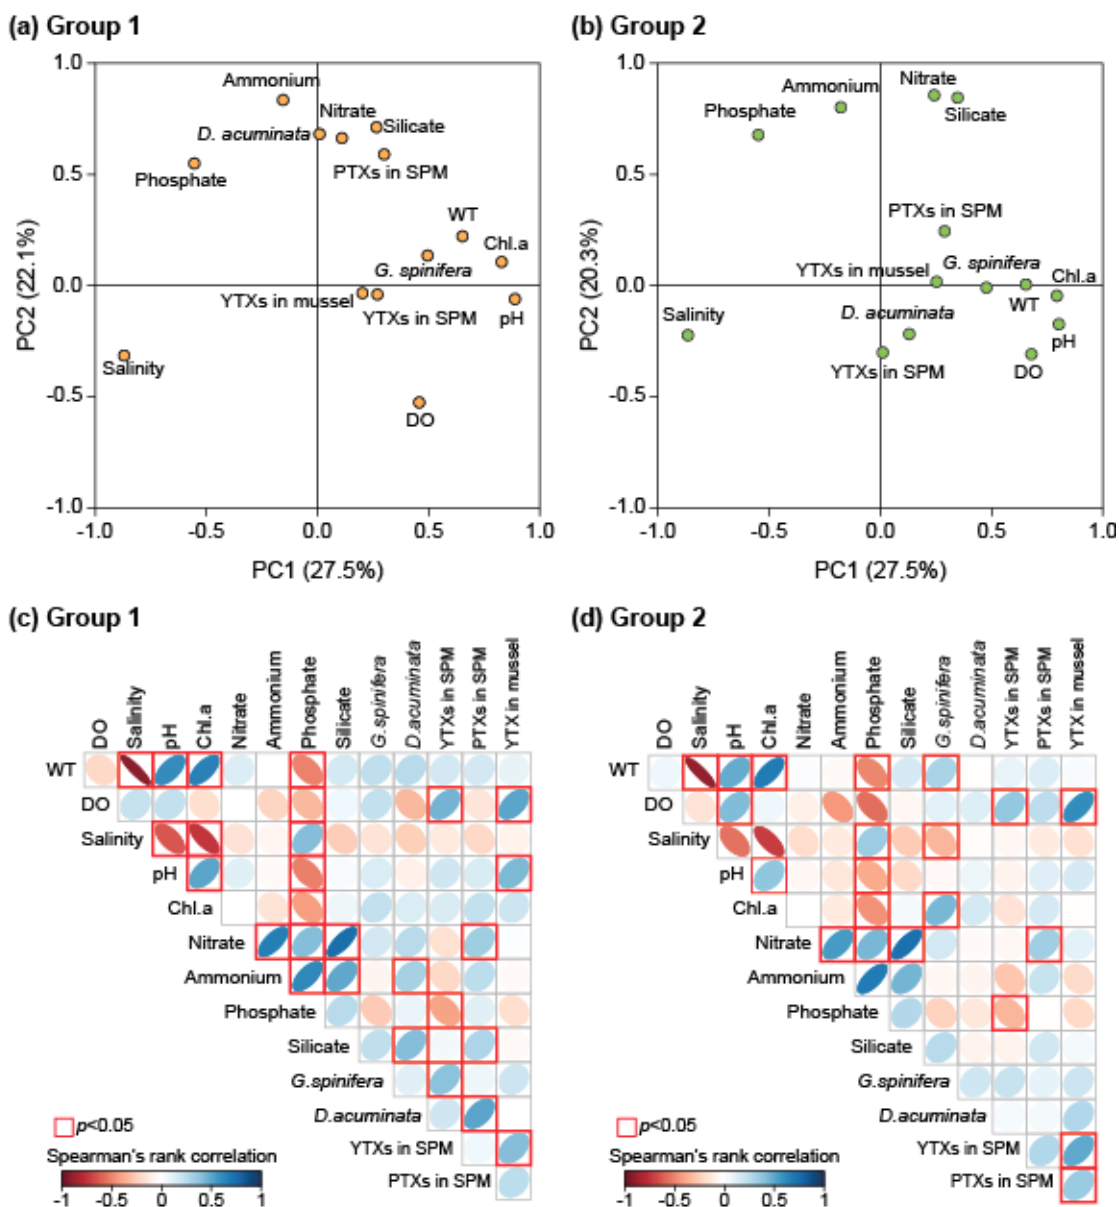 (a) Group 1
(b) Group 2
1.0
0.5
0.0
-0.5
-1.0
PC2 (22.1%)
Ammonium
Nitrate
D. acuminata
Silicate
PTXs in SPM
Phosphate
WT
Chl.a
G. spinifera
YTXs in mussel
YTXs in SPM
pH
Salinity
DO
-1.0 -0.5 0.0 0.5 1.0
PC1 (27.5%)
1.0
0.5
0.0
-0.5
-1.0
PC2 (20.3%)
Nitrate
Ammonium
Phosphate
Silicate
PTXs in SPM
YTXs in mussel
G. spinifera
Chl.a
WT
D. acuminata
Salinity
pH
YTXs in SPM
DO
-1.0 -0.5 0.0 0.5 1.0
PC1 (27.5%)
(c) Group 1
DO
Salinity
pH
Chl.a
Nitrate
Ammonium
Phosphate
Silicate
G.spinifera
D.acuminata
YTXs in SPM
PTXs in SPM
YTX in mussel
WT
DO
Salinity
pH
Chl.a
Nitrate
Ammonium
Phosphate
Silicate
G.spinifera
D.acuminata
YTXs in SPM
PTXs in SPM
p<0.05
Spearman's rank correlation
-1 -0.5 0 0.5 1
(d) Group 2
DO
Salinity
pH
Chl.a
Nitrate
Ammonium
Phosphate
Silicate
G.spinifera
D.acuminata
YTXs in SPM
PTXs in SPM
YTX in mussel
WT
DO
Salinity
pH
Chl.a
Nitrate
Ammonium
Phosphate
Silicate
G.spinifera
D.acuminata
YTXs in SPM
PTXs in SPM
p<0.05
Spearman's rank correlation
-1 -0.5 0 0.5 1